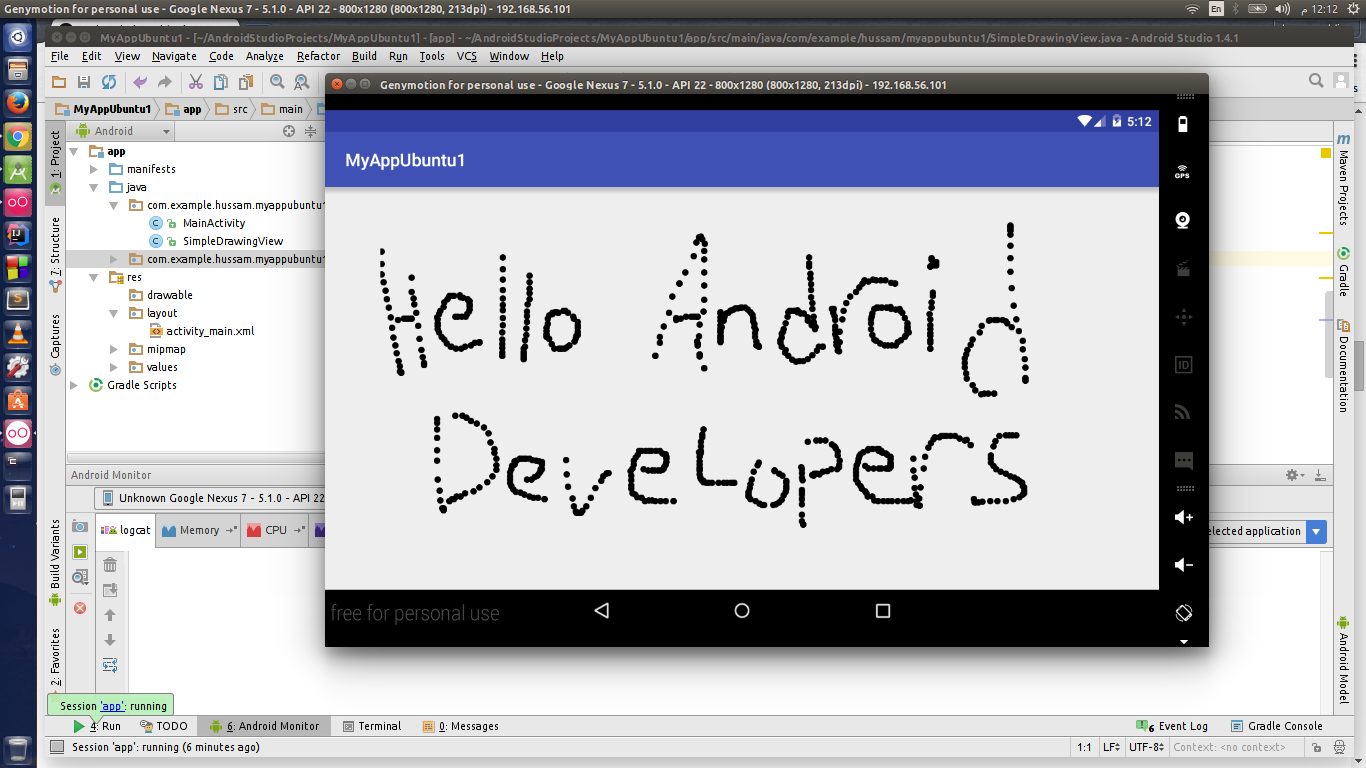 Genymotion for personal use - Google Nexus 7 - 5.1.0 - API 22 - 800x1280 (800x1280, 213dpi) - 192.168.56.101
En
12:12 م
MyAppUbuntu1 - [~/AndroidStudioProjects/MyAppUbuntu1] - [app] - ~/AndroidStudioProjects/MyAppUbuntu1/app/src/main/java/com/example/hussam/myappubuntu1/SimpleDrawingView.java - Android Studio 1.4.1
File Edit View Navigate Code Analyze Refactor Build Run Tools VCS Window Help
Genymotion for personal use - Google Nexus 7 - 5.1.0 - API 22 - 800x1280 (800x1280, 213dpi) - 192.168.56.101
MyAppUbuntu1 app src main
5:12
Android
1: Project
MyAppUbuntu1
app
manifests
java
com.example.hussam.myappubuntu1
MainActivity
SimpleDrawingView
com.example.hussam.myappubuntu1
res
drawable
layout
activity_main.xml
mipmap
values
Gradle Scripts
7: Structure
Captures
Build Variants
2: Favorites
Hello Android
Developers
GPS
ID
Maven Projects
Gradle
Documentation
Android Model
free for personal use
Android Monitor
Unknown Google Nexus 7 - 5.1.0 - API 22
elected application
logcat Memory CPU
Session 'app': running
4: Run TODO 6: Android Monitor Terminal 0: Messages
6 Event Log Gradle Console
Session 'app': running (6 minutes ago)
1:1 LF UTF-8 Context: <no context>